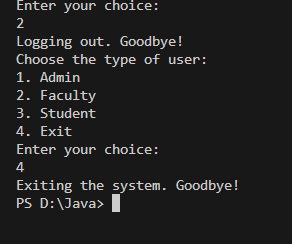 Enter your choice:
2
Logging out. Goodbye!
Choose the type of user:
1. Admin
2. Faculty
3. Student
4. Exit
Enter your choice:
4
Exiting the system. Goodbye!
PS D:\Java>